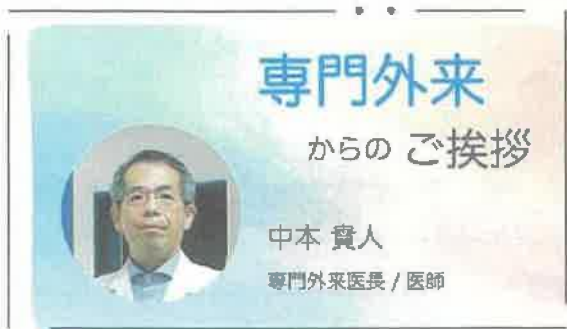 専門外来
からの ご挨拶
中本 貴人
専門外来医長 / 医師